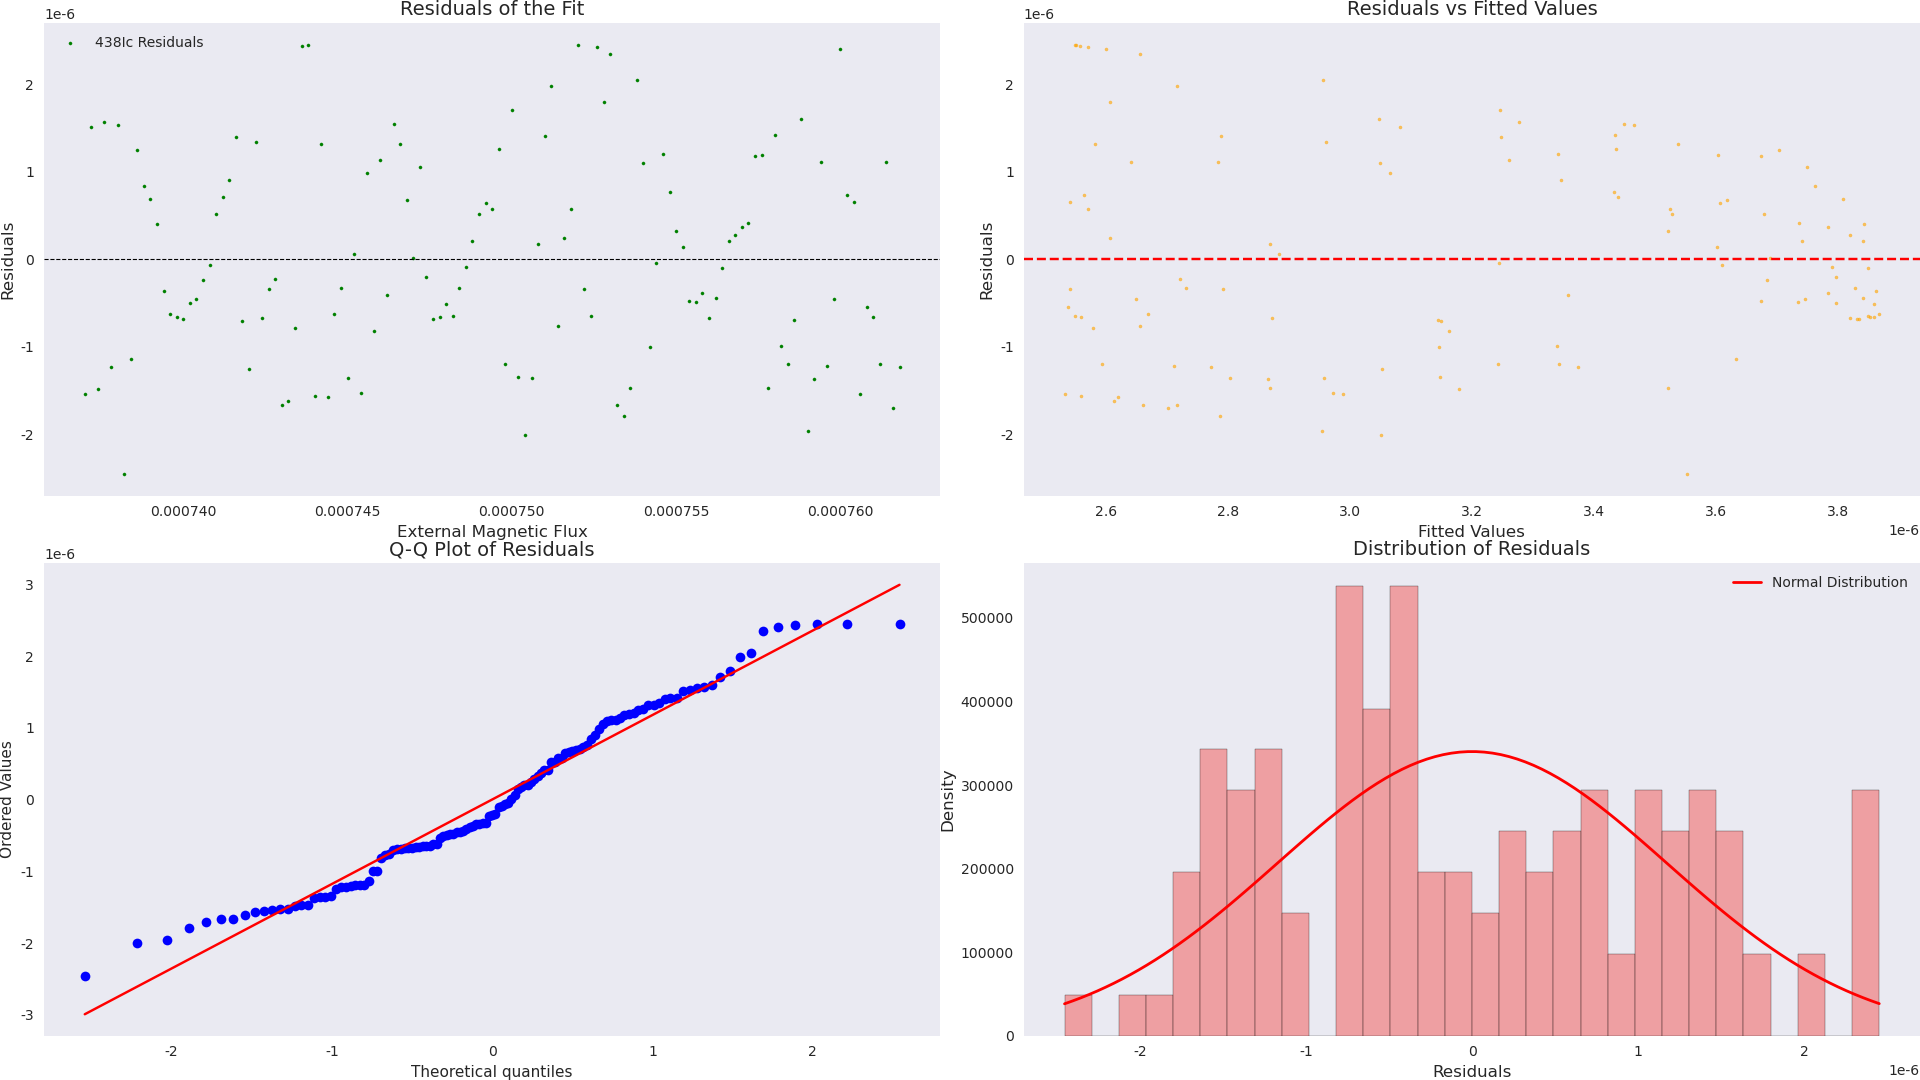 Residuals of the Fit
1e-6
438Ic Residuals
Residuals
2
1
0
-1
-2
0.000740 0.000745 0.000750 0.000755 0.000760
External Magnetic Flux
Residuals vs Fitted Values
1e-6
Residuals
2
1
0
-1
-2
2.6 2.8 3.0 3.2 3.4 3.6 3.8
Fitted Values
1e-6
Q-Q Plot of Residuals
1e-6
Ordered Values
3
2
1
0
-1
-2
-3
-2 -1 0 1 2
Theoretical quantiles
Distribution of Residuals
Normal Distribution
Density
500000
400000
300000
200000
100000
0
-2 -1 0 1 2
Residuals
1e-6